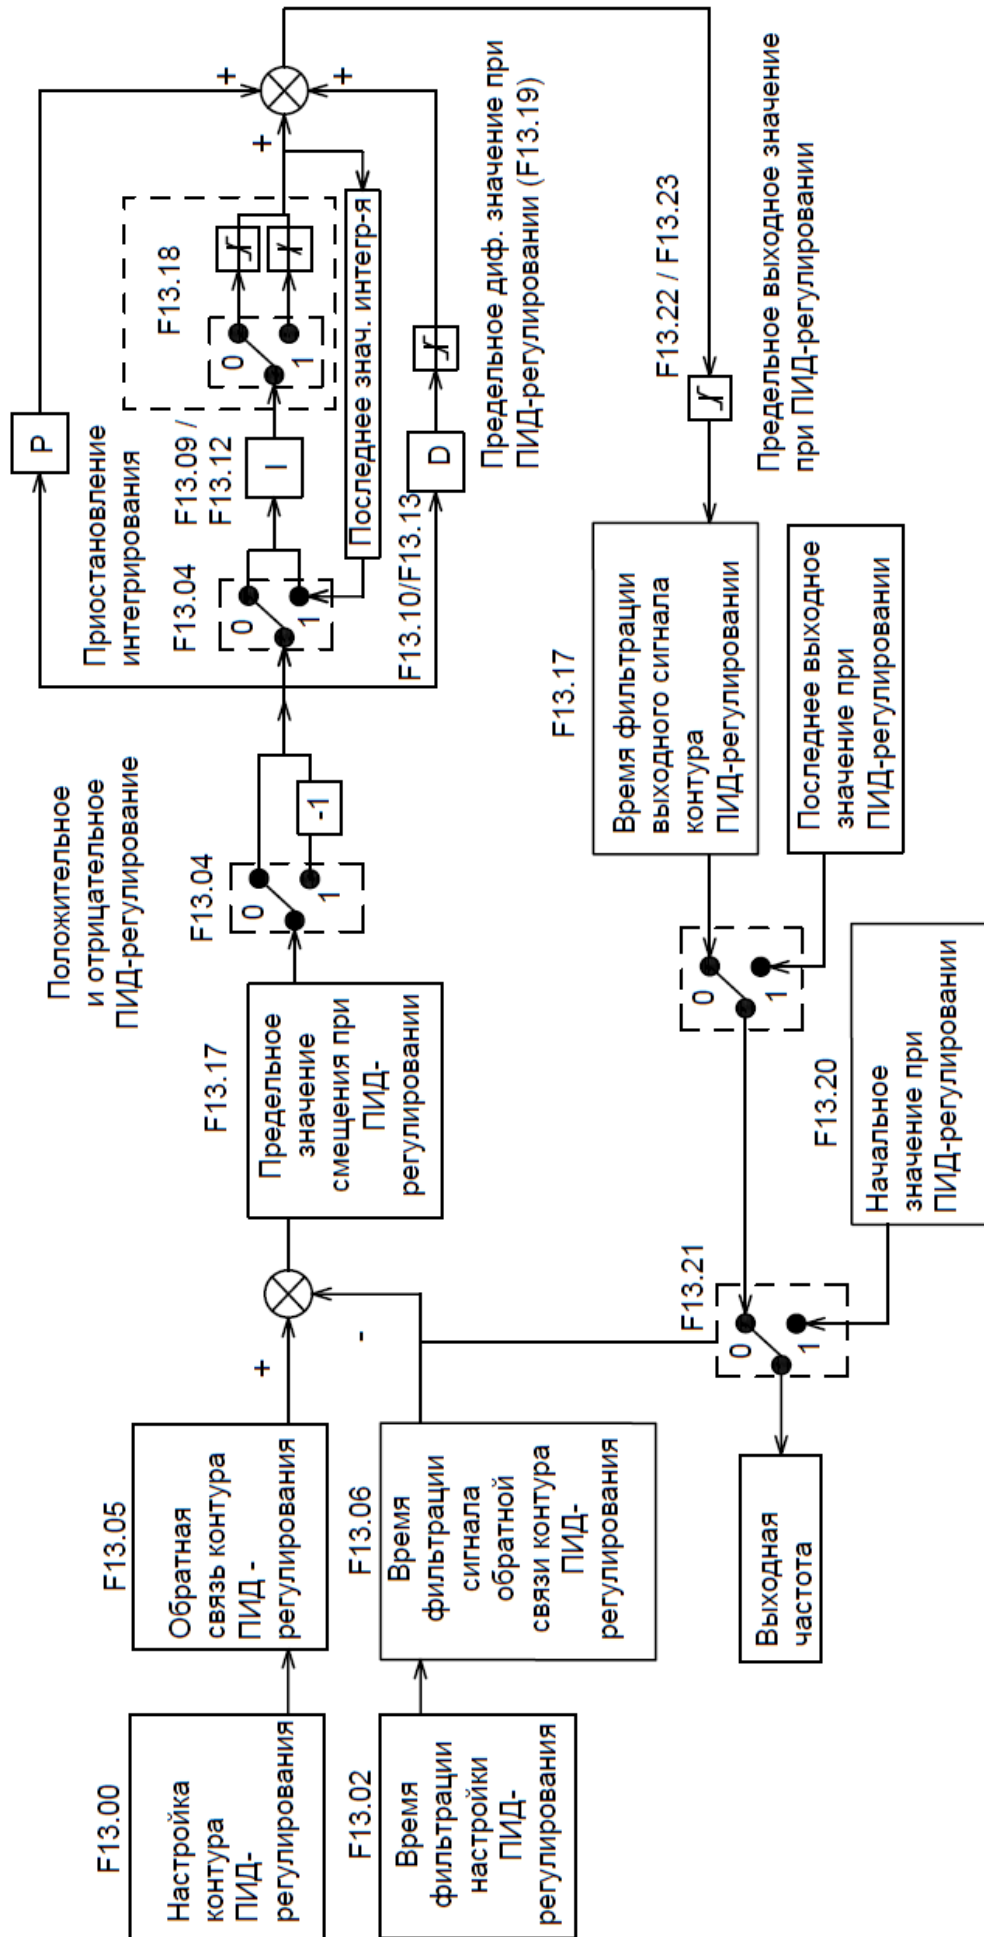 F13.00
Настройка
контура
ПИД-
регулирования
F13.05
Обратная
связь контура
ПИД -
регулирования
+
F13.17
Предельное
значение
смещения при
ПИД-
регулировании
Положительное
и отрицательное
ПИД-регулирование
F13.04
0
1
-1
Приостановление
интегрирования
F13.04
0
1
F13.09 /
F13.12
I
P
F13.18
0
1
+
+
+
Последнее знач. интегр-я
F13.10/F13.13
D
Предельное диф. значение при
ПИД-регулировании (F13.19)
F13.02
Время
фильтрации
настройки
ПИД-
регулирования
F13.06
Время
фильтрации
сигнала
обратной
связи контура
ПИД-
регулирования
-
F13.22 / F13.23
Предельное выходное значение
при ПИД-регулировании
F13.17
Время фильтрации
выходного сигнала
контура
ПИД-регулировании
Последнее выходное
значение при
ПИД-регулировании
0
1
F13.20
Начальное
значение при
ПИД-регулировании
F13.21
0
1
Выходная
частота